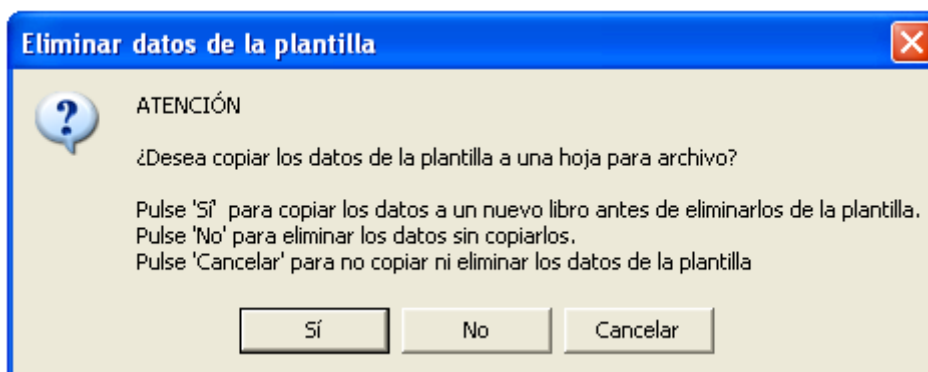 Eliminar datos de la plantilla
ATENCIÓN
¿Desea copiar los datos de la plantilla a una hoja para archivo?
Pulse 'Sí'  para copiar los datos a un nuevo libro antes de eliminarlos de la plantilla.
Pulse 'No' para eliminar los datos sin copiarlos.
Pulse 'Cancelar' para no copiar ni eliminar los datos de la plantilla
Sí No Cancelar